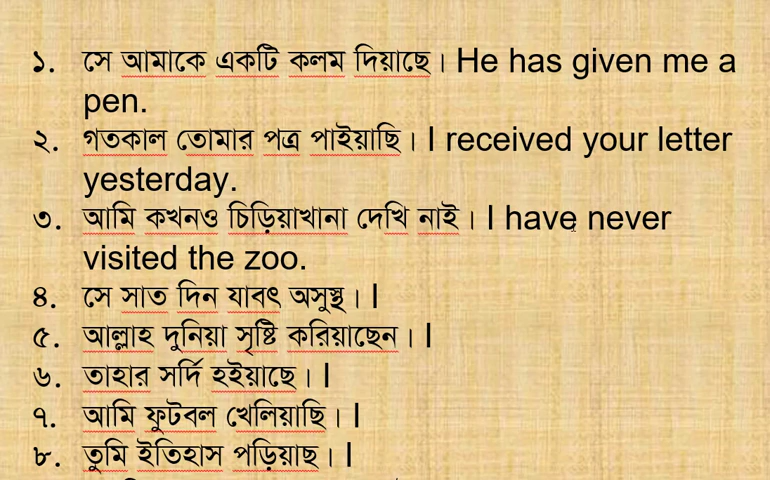 ১. সে আমাকে একটি কলম দিয়াছে। He has given me a
pen.
২. গতকাল তোমার পত্র পাইয়াছি। I received your letter
yesterday.
৩. আমি কখনও চিড়িয়াখানা দেখি নাই। I have never
visited the zoo.
৪. সে সাত দিন যাবৎ অসুস্থ। |
৫. আল্লাহ দুনিয়া সৃষ্টি করিয়াছেন। |
৬. তাহার সর্দি হইয়াছে। |
৭. আমি ফুটবল খেলিয়াছি। |
৮. তুমি ইতিহাস পড়িয়াছ। |